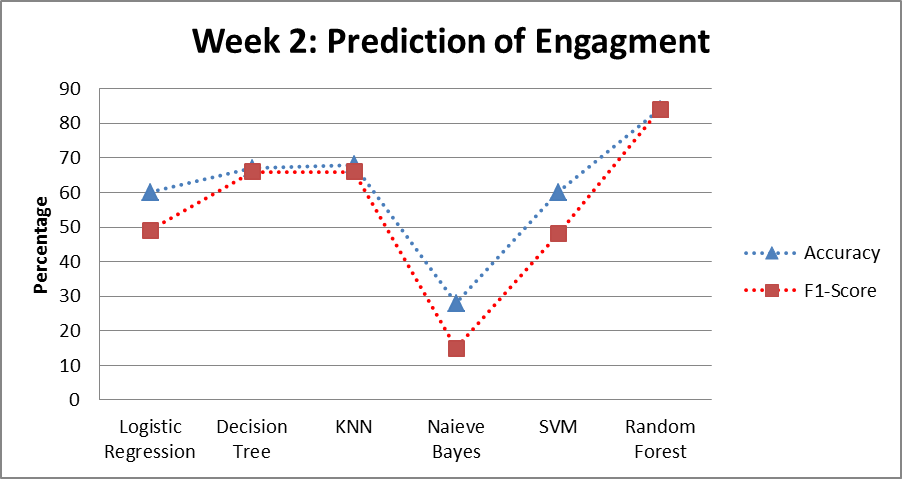 Week 2: Prediction of Engagment
90
80
70
60
50
40
30
20
10
0
Percentage
Logistic
Regression
Decision
Tree
KNN
Naieve
Bayes
SVM
Random
Forest
Accuracy
F1-Score